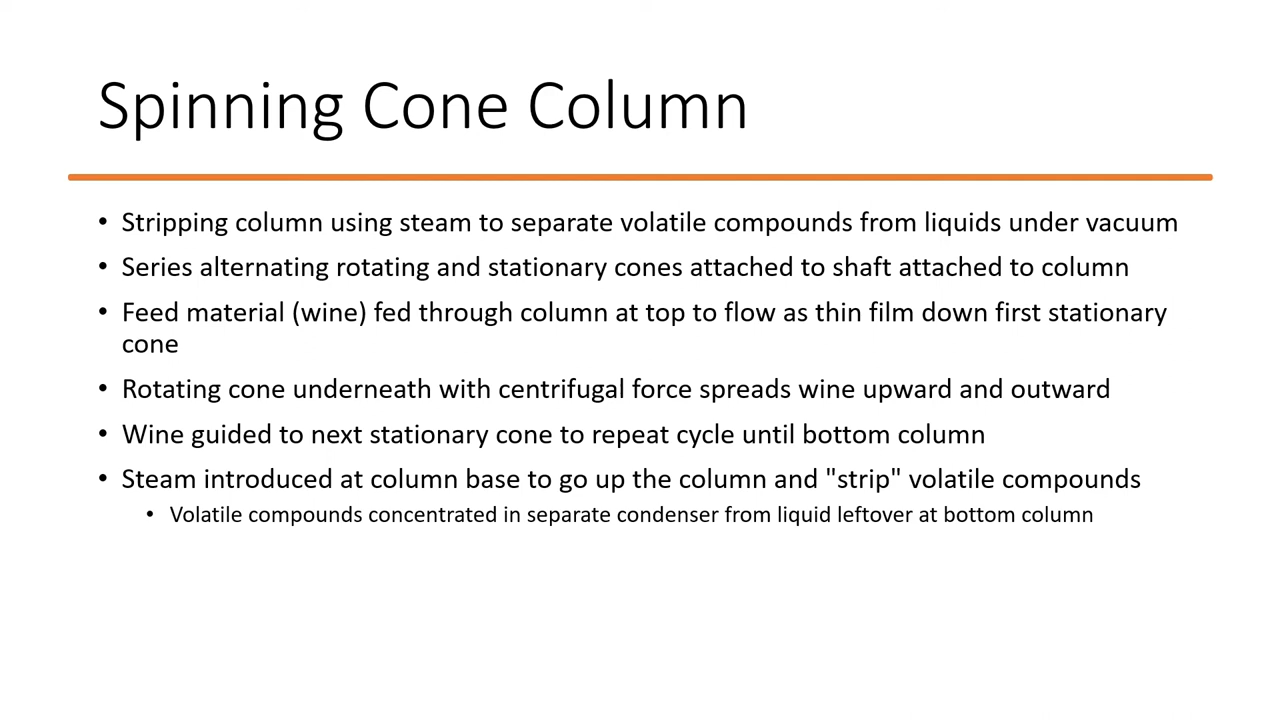 Spinning Cone Column
• Stripping column using steam to separate volatile compounds from liquids under vacuum
• Series alternating rotating and stationary cones attached to shaft attached to column
• Feed material (wine) fed through column at top to flow as thin film down first stationary
cone
• Rotating cone underneath with centrifugal force spreads wine upward and outward
• Wine guided to next stationary cone to repeat cycle until bottom column
• Steam introduced at column base to go up the column and "strip" volatile compounds
• Volatile compounds concentrated in separate condenser from liquid leftover at bottom column